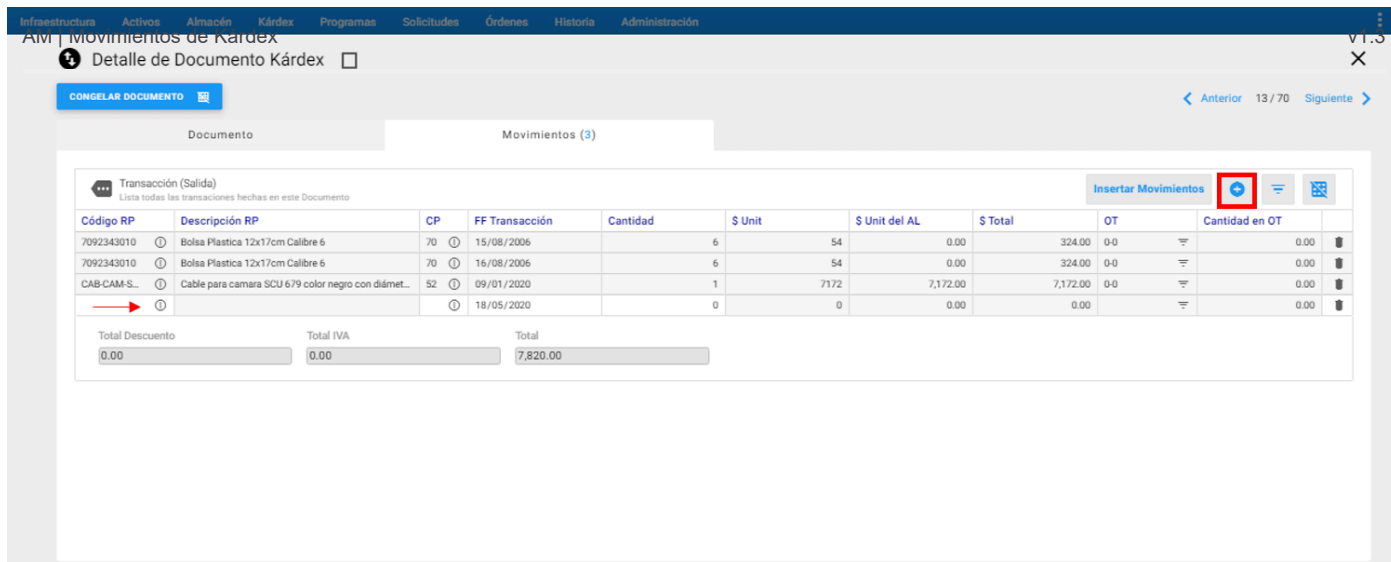 Infraestructura Activos Almacén Kárdex Programas Solicitudes Órdenes Historia Administración
AM | Movimientos de Kárdex v1.3
Detalle de Documento Kárdex
CONGELAR DOCUMENTO
Anterior 13 / 70 Siguiente
Documento Movimientos (3)
Transacción (Salida)
Lista todas las transaciones hechas en este Documento
Insertar Movimientos
Código RP Descripción RP CP FF Transacción Cantidad $ Unit $ Unit del AL $ Total OT Cantidad en OT
7092343010 Bolsa Plastica 12x17cm Calibre 6 70 15/08/2006 6 54 0.00 324.00 0-0 0.00
7092343010 Bolsa Plastica 12x17cm Calibre 6 70 16/08/2006 6 54 0.00 324.00 0-0 0.00
CAB-CAM-S... Cable para camara SCU 679 color negro con diámet... 52 09/01/2020 1 7172 7,172.00 7,172.00 0-0 0.00
18/05/2020 0 0 0.00 0.00 0.00
Total Descuento Total IVA Total
0.00 0.00 7,820.00